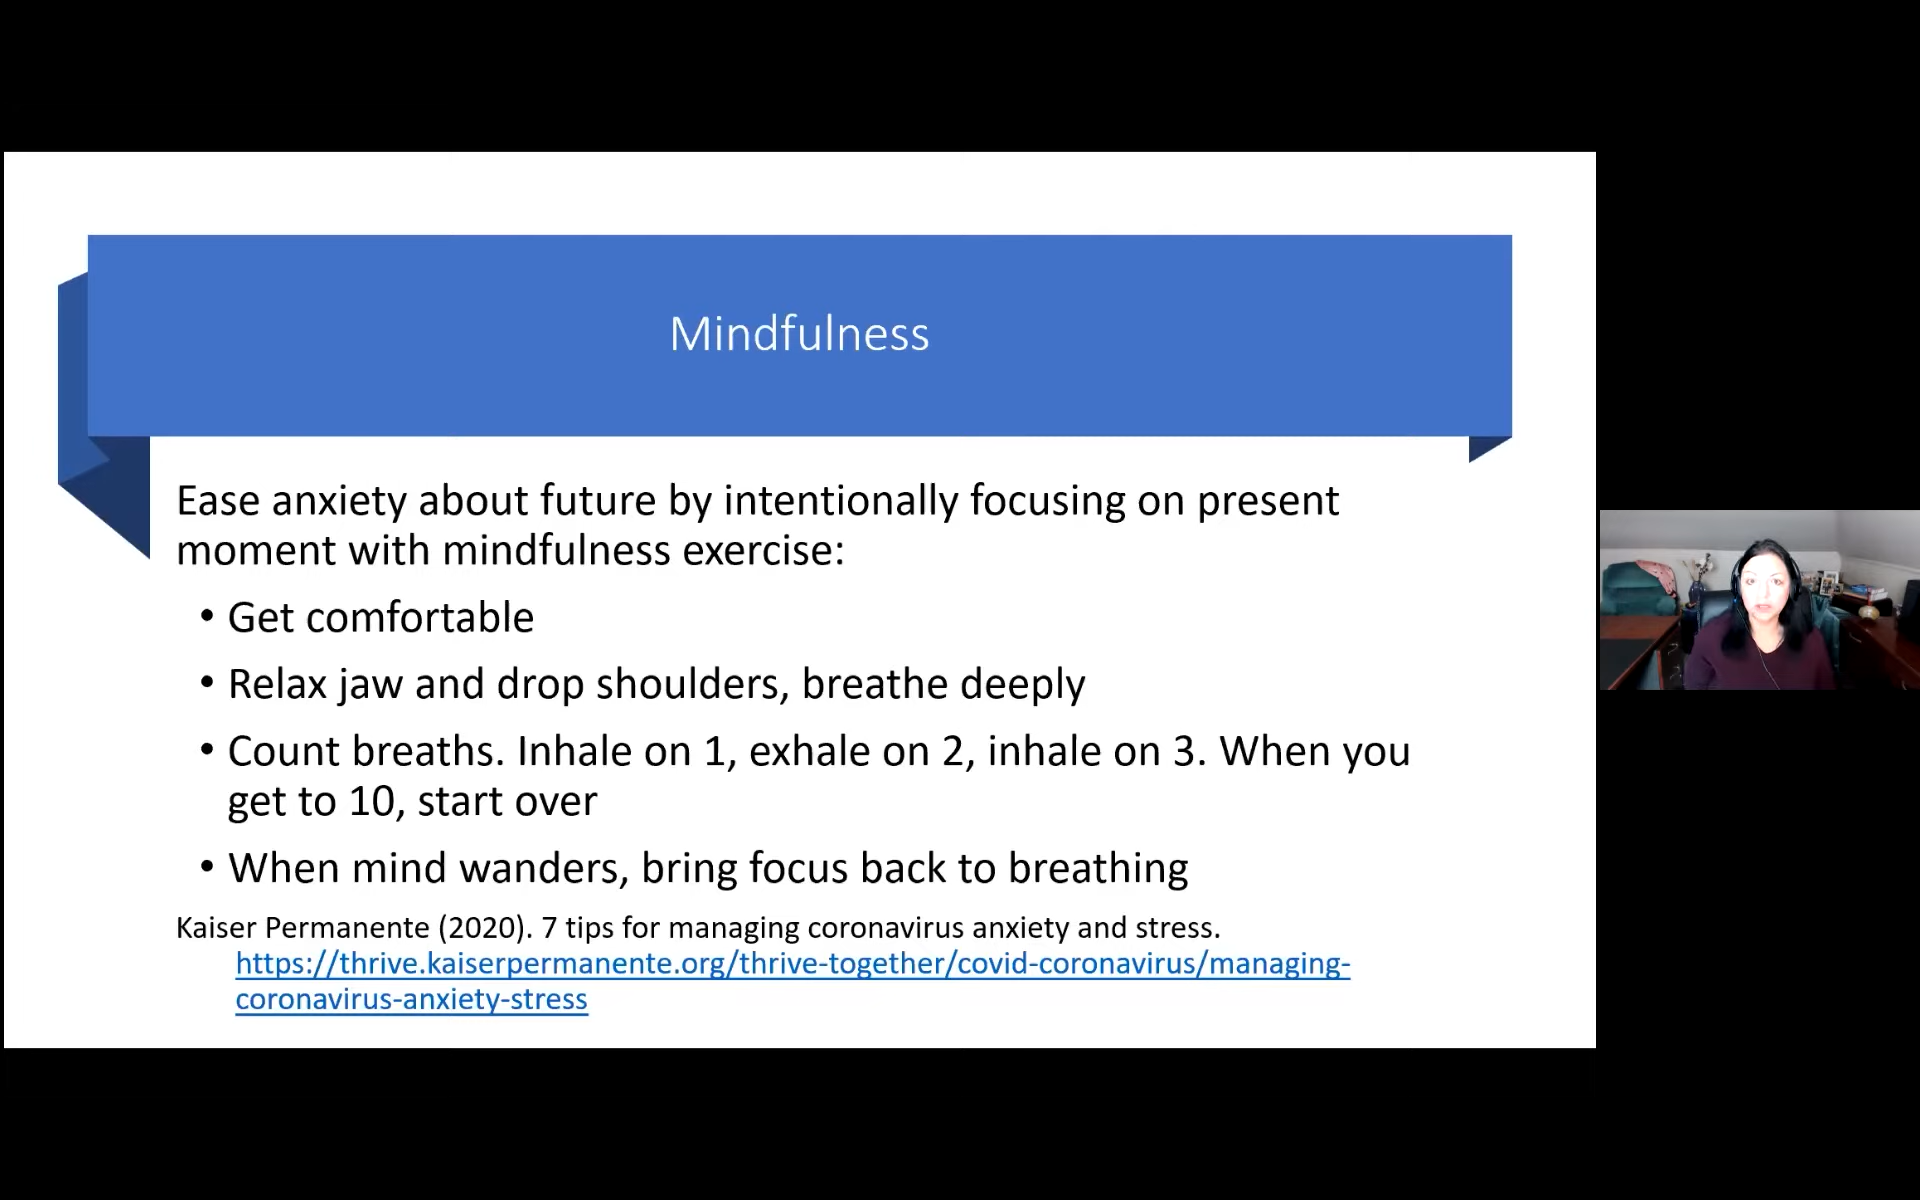 Mindfulness
Ease anxiety about future by intentionally focusing on present
moment with mindfulness exercise:
• Get comfortable
• Relax jaw and drop shoulders, breathe deeply
• Count breaths. Inhale on 1, exhale on 2, inhale on 3. When you
get to 10, start over
• When mind wanders, bring focus back to breathing
Kaiser Permanente (2020). 7 tips for managing coronavirus anxiety and stress.
https://thrive.kaiserpermanente.org/thrive-together/covid-coronavirus/managing-
coronavirus-anxiety-stress